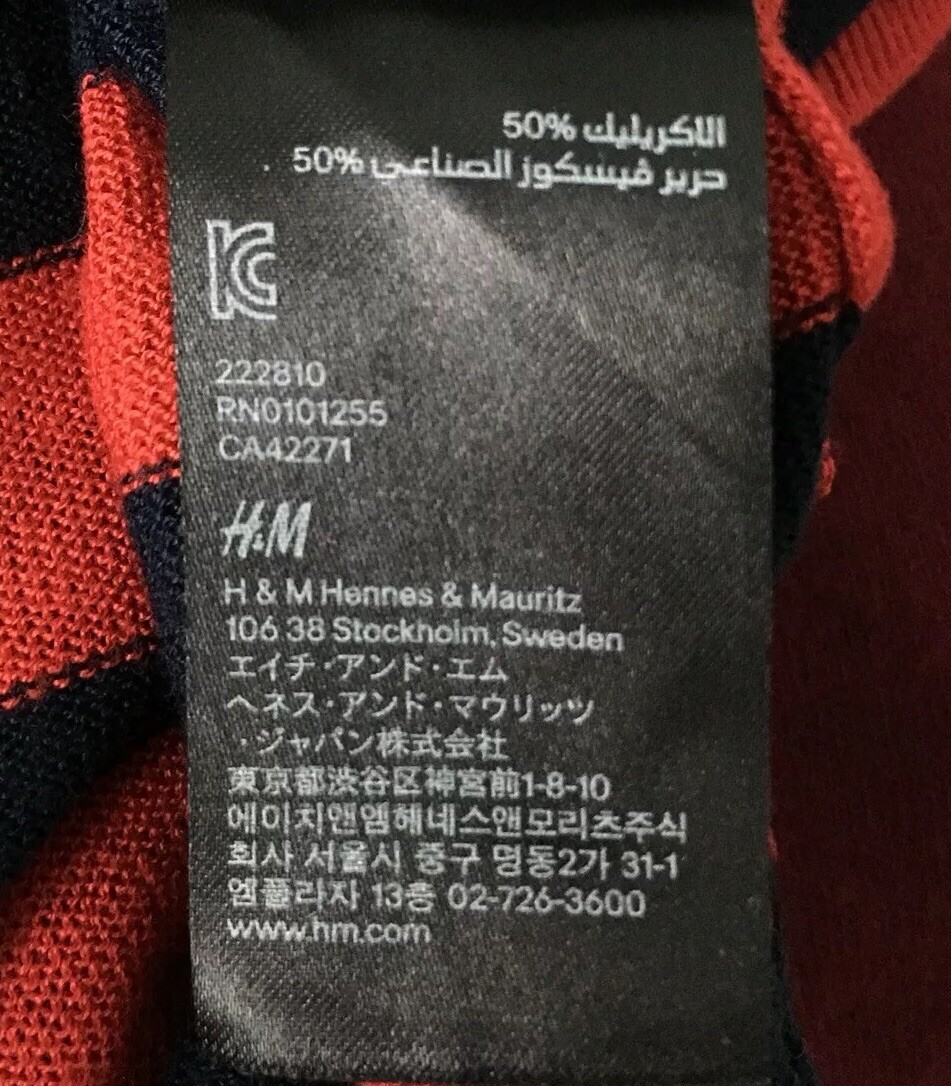 الاكريليك 50%
حرير ڤيسكوز الصناعى 50%
KC
222810
RN0101255
CA42271
H&M
H & M Hennes & Mauritz
106 38 Stockholm, Sweden
エイチ・アンド・エム
ヘネス・アンド・マウリッツ
・ジャパン株式会社
東京都渋谷区神宮前1-8-10
에이치앤엠헤네스앤모리츠주식
회사 서울시 중구 명동2가 31-1
엠플라자 13층 02-726-3600
www.hm.com